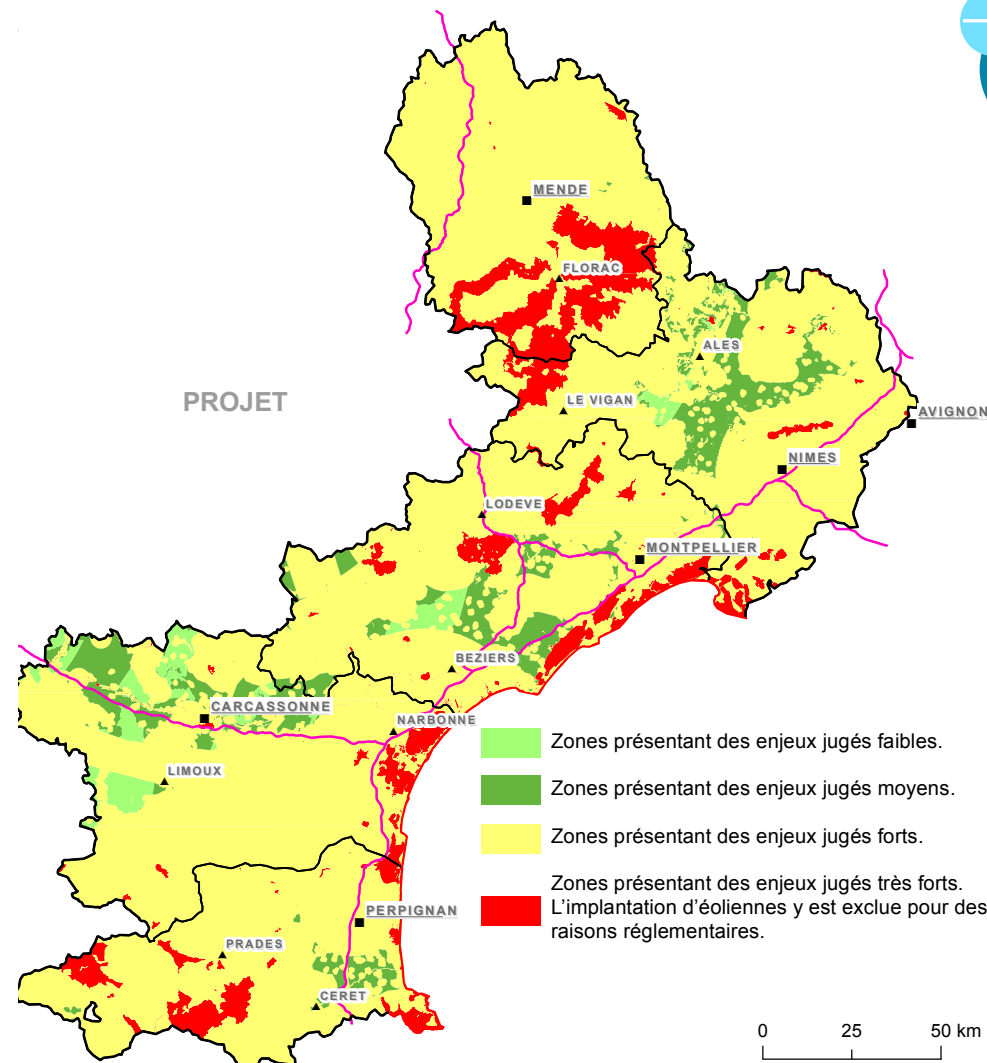 MENDE
FLORAC
ALES
PROJET
LE VIGAN
AVIGNON
NIMES
LODEVE
MONTPELLIER
BEZIERS
CARCASSONNE
NARBONNE
LIMOUX
Zones présentant des enjeux jugés faibles.
Zones présentant des enjeux jugés moyens.
Zones présentant des enjeux jugés forts.
Zones présentant des enjeux jugés très forts.
L'implantation d'éoliennes y est exclue pour des
raisons réglementaires.
PERPIGNAN
PRADES
CERET
0 25 50 km